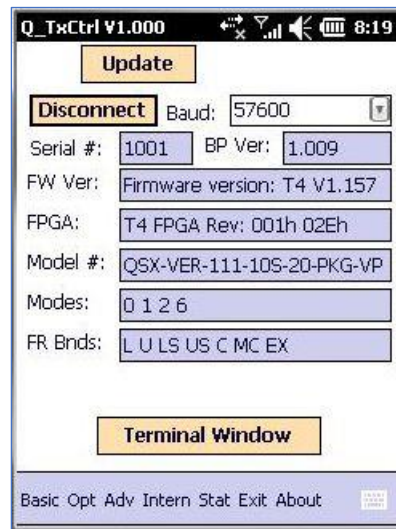 Q_TxCtrl V1.000 8:19
Update
Disconnect Baud: 57600
Serial #: 1001 BP Ver: 1.009
FW Ver: Firmware version: T4 V1.157
FPGA: T4 FPGA Rev: 001h 02Eh
Model #: QSX-VER-111-10S-20-PKG-VP
Modes: 0 1 2 6
FR Bnds: L U LS US C MC EX
Terminal Window
Basic Opt Adv Intern Stat Exit About